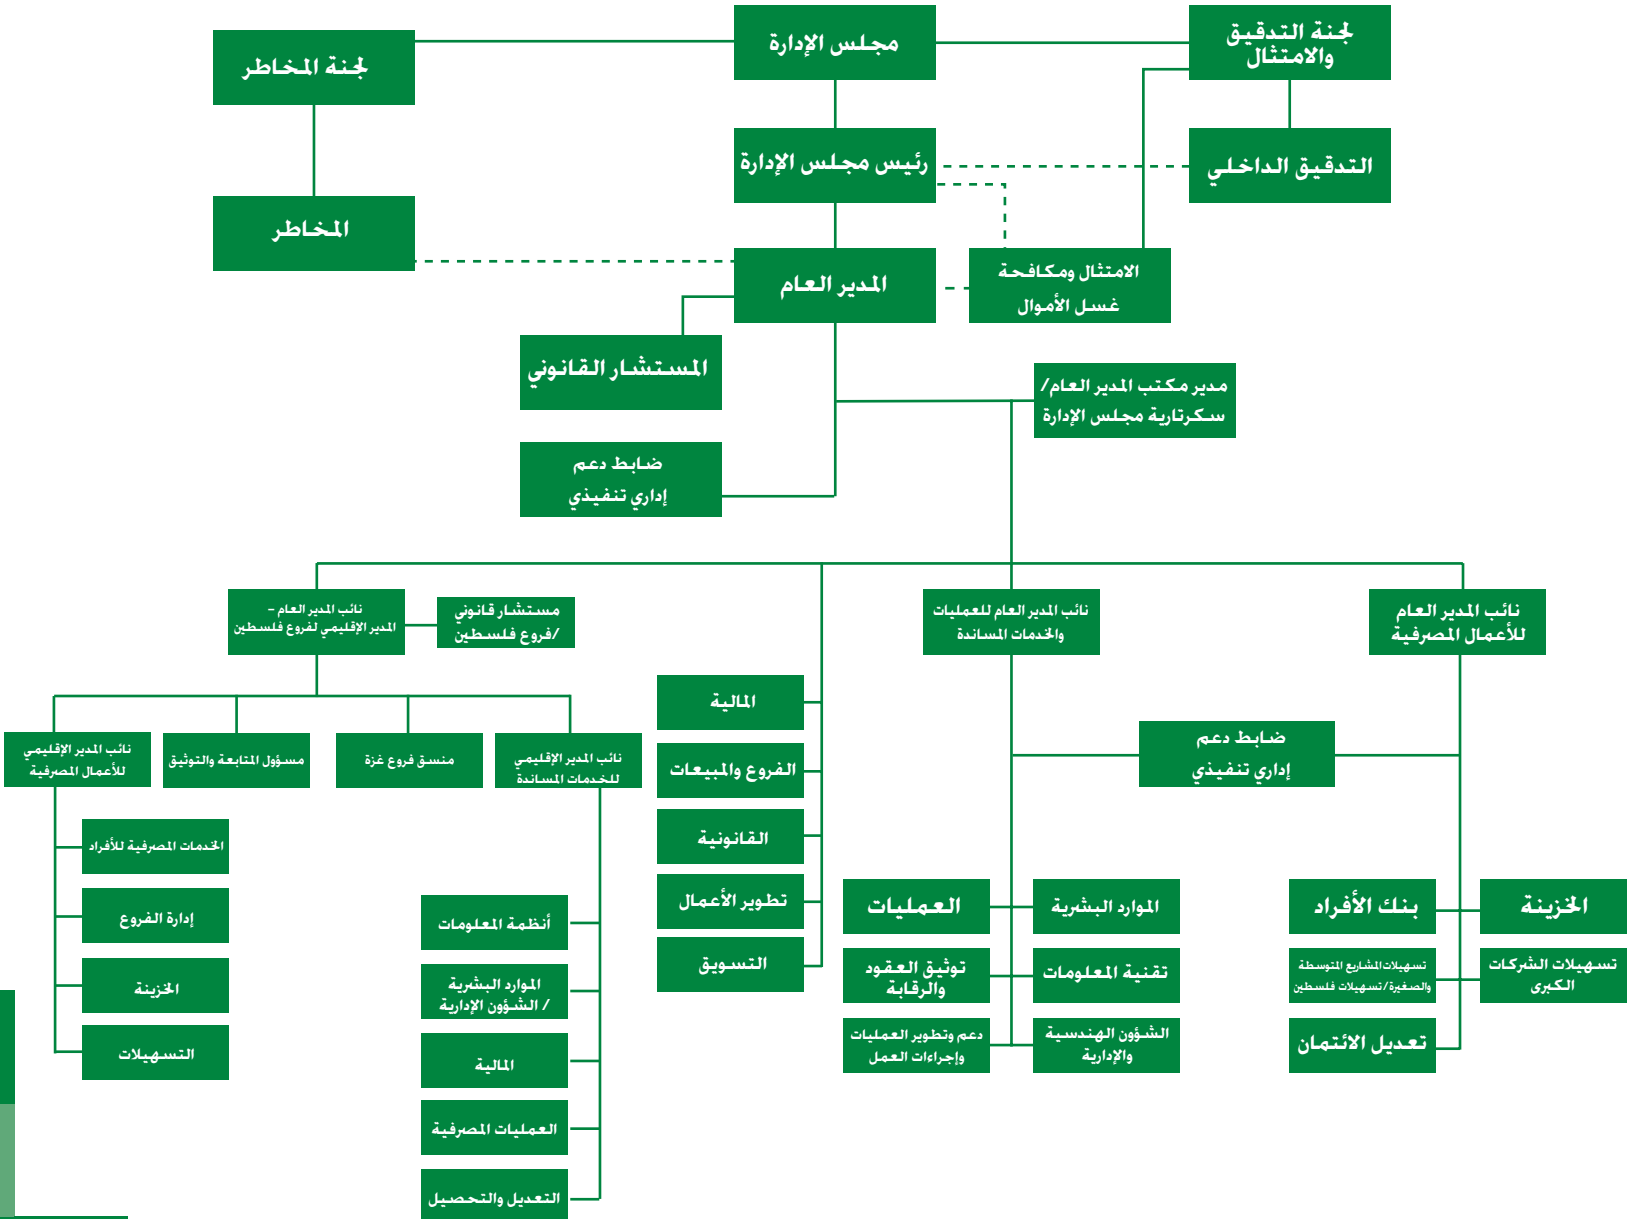 مجلس الإدارة
لجنة التدقيق
والامتثال
لجنة المخاطر
رئيس مجلس الإدارة
التدقيق الداخلي
المخاطر
المدير العام
الامتثال ومكافحة
غسل الأموال
المستشار القانوني
مدير مكتب المدير العام/
سكرتارية مجلس الإدارة
ضابط دعم
إداري تنفيذي
نائب المدير العام
للأعمال المصرفية
نائب المدير العام للعمليات
والخدمات المساندة
مستشار قانوني
/فروع فلسطين
نائب المدير العام –
المدير الإقليمي لفروع فلسطين
ضابط دعم
إداري تنفيذي
الخزينة
بنك الأفراد
تسهيلات الشركات
الكبرى
تسهيلات المشاريع المتوسطة
والصغيرة/تسهيلات فلسطين
تعديل الائتمان
الموارد البشرية
العمليات
تقنية المعلومات
توثيق العقود
والرقابة
الشؤون الهندسية
والإدارية
دعم وتطوير العمليات
وإجراءات العمل
المالية
الفروع والمبيعات
القانونية
تطوير الأعمال
التسويق
نائب المدير الإقليمي
للخدمات المساندة
منسق فروع غزة
مسؤول المتابعة والتوثيق
نائب المدير الإقليمي
للأعمال المصرفية
أنظمة المعلومات
الموارد البشرية
/ الشؤون الإدارية
المالية
العمليات المصرفية
التعديل والتحصيل
الخدمات المصرفية للأفراد
إدارة الفروع
الخزينة
التسهيلات